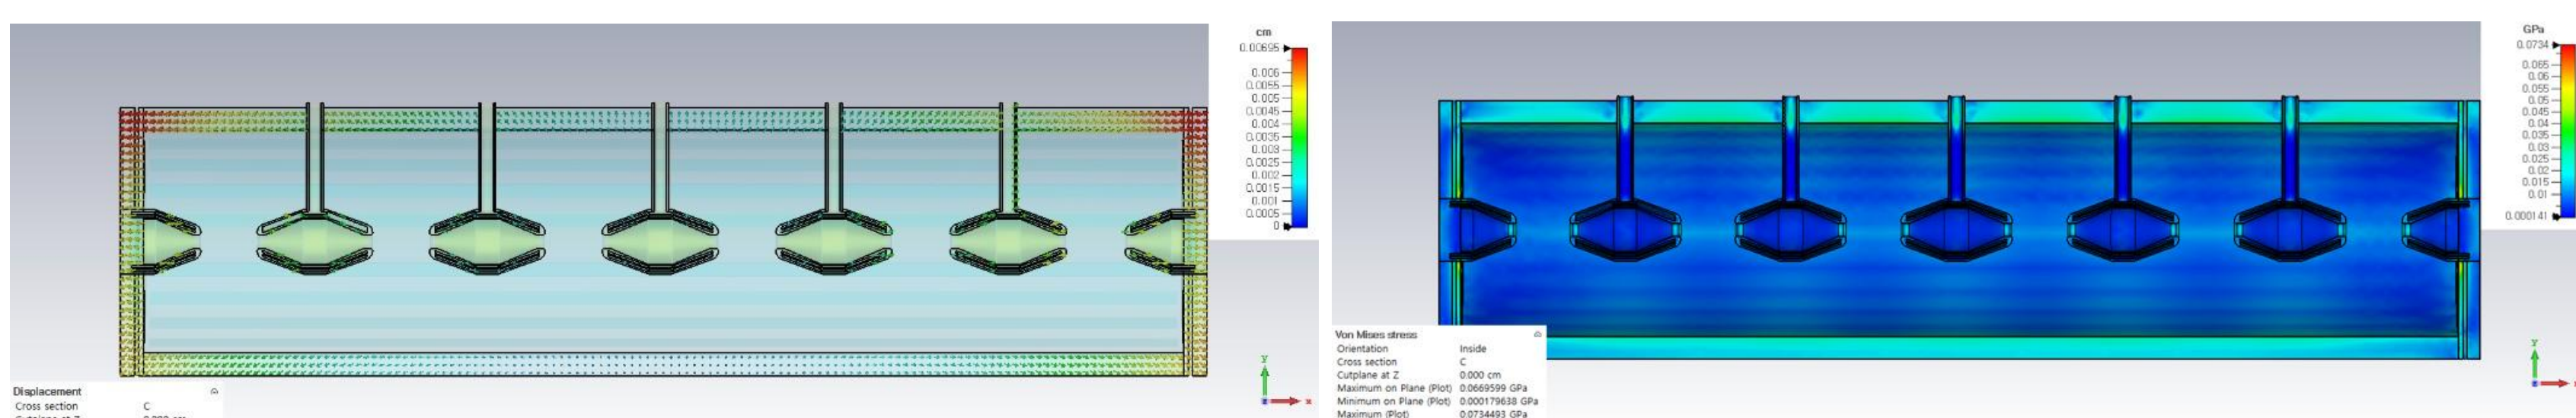 cm
0.00695
0.006
0.0055
0.005
0.0045
0.004
0.0035
0.003
0.0025
0.002
0.0015
0.001
0.0005
0
y
x
Displacement
Cross section C
GPa
0.0734
0.065
0.06
0.055
0.05
0.045
0.04
0.035
0.03
0.025
0.02
0.015
0.01
0.000141
Y
Von Mises stress
Orientation Inside
Cross section C
Cutplane at Z 0.000 cm
Maximum on Plane (Plot) 0.0669599 GPa
Minimum on Plane (Plot) 0.000179638 GPa
Maximum (Plot) 0.0734493 GPa